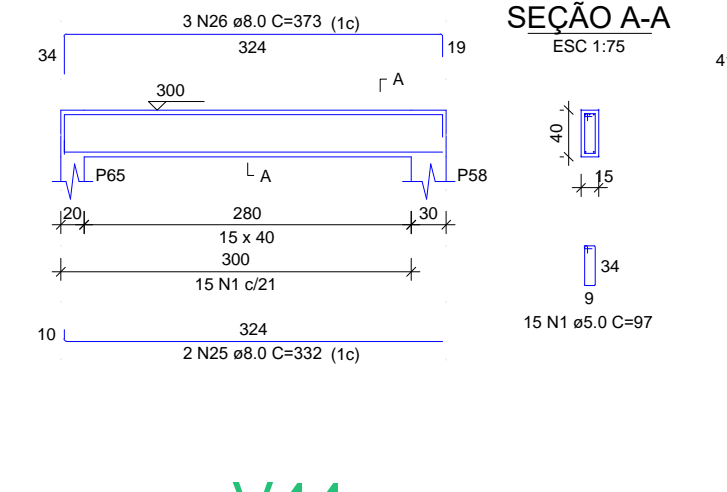 3 N26 ø8.0 C=373 (1c)
34
324
19
SEÇÃO A-A
ESC 1:75
A
300
P65
A
P58
20
280
30
15 x 40
300
15 N1 c/21
10
324
2 N25 ø8.0 C=332 (1c)
40
15
34
9
15 N1 ø5.0 C=97